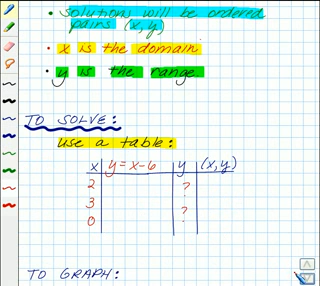 • solutions will be ordered
pairs (x, y)
• x is the domain
• y is the range
TO SOLVE:
use a table:
x y = x - 6 y (x, y)
2 ?
3
0 ?
TO GRAPH: